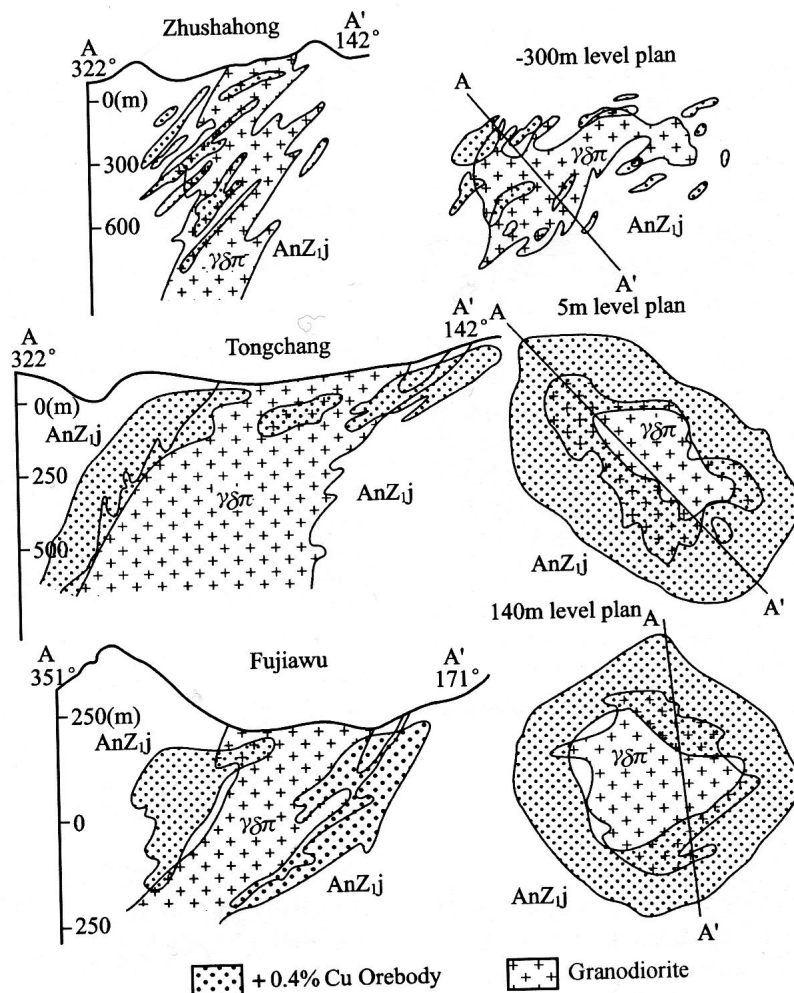 Zhushahong
A
322°
A'
142°
0(m)
300
600
γδπ
AnZ₁j
-300m level plan
A
γδπ
AnZ₁j
A'
Tongchang
A
322°
A'
142°
0(m)
AnZ₁j
250
500
γδπ
AnZ₁j
5m level plan
A
γδπ
AnZ₁j
A'
Fujiawu
A
351°
A'
171°
250(m)
AnZ₁j
0
-250
γδπ
AnZ₁j
140m level plan
A
γδπ
AnZ₁j
A'
+ 0.4% Cu Orebody
Granodiorite